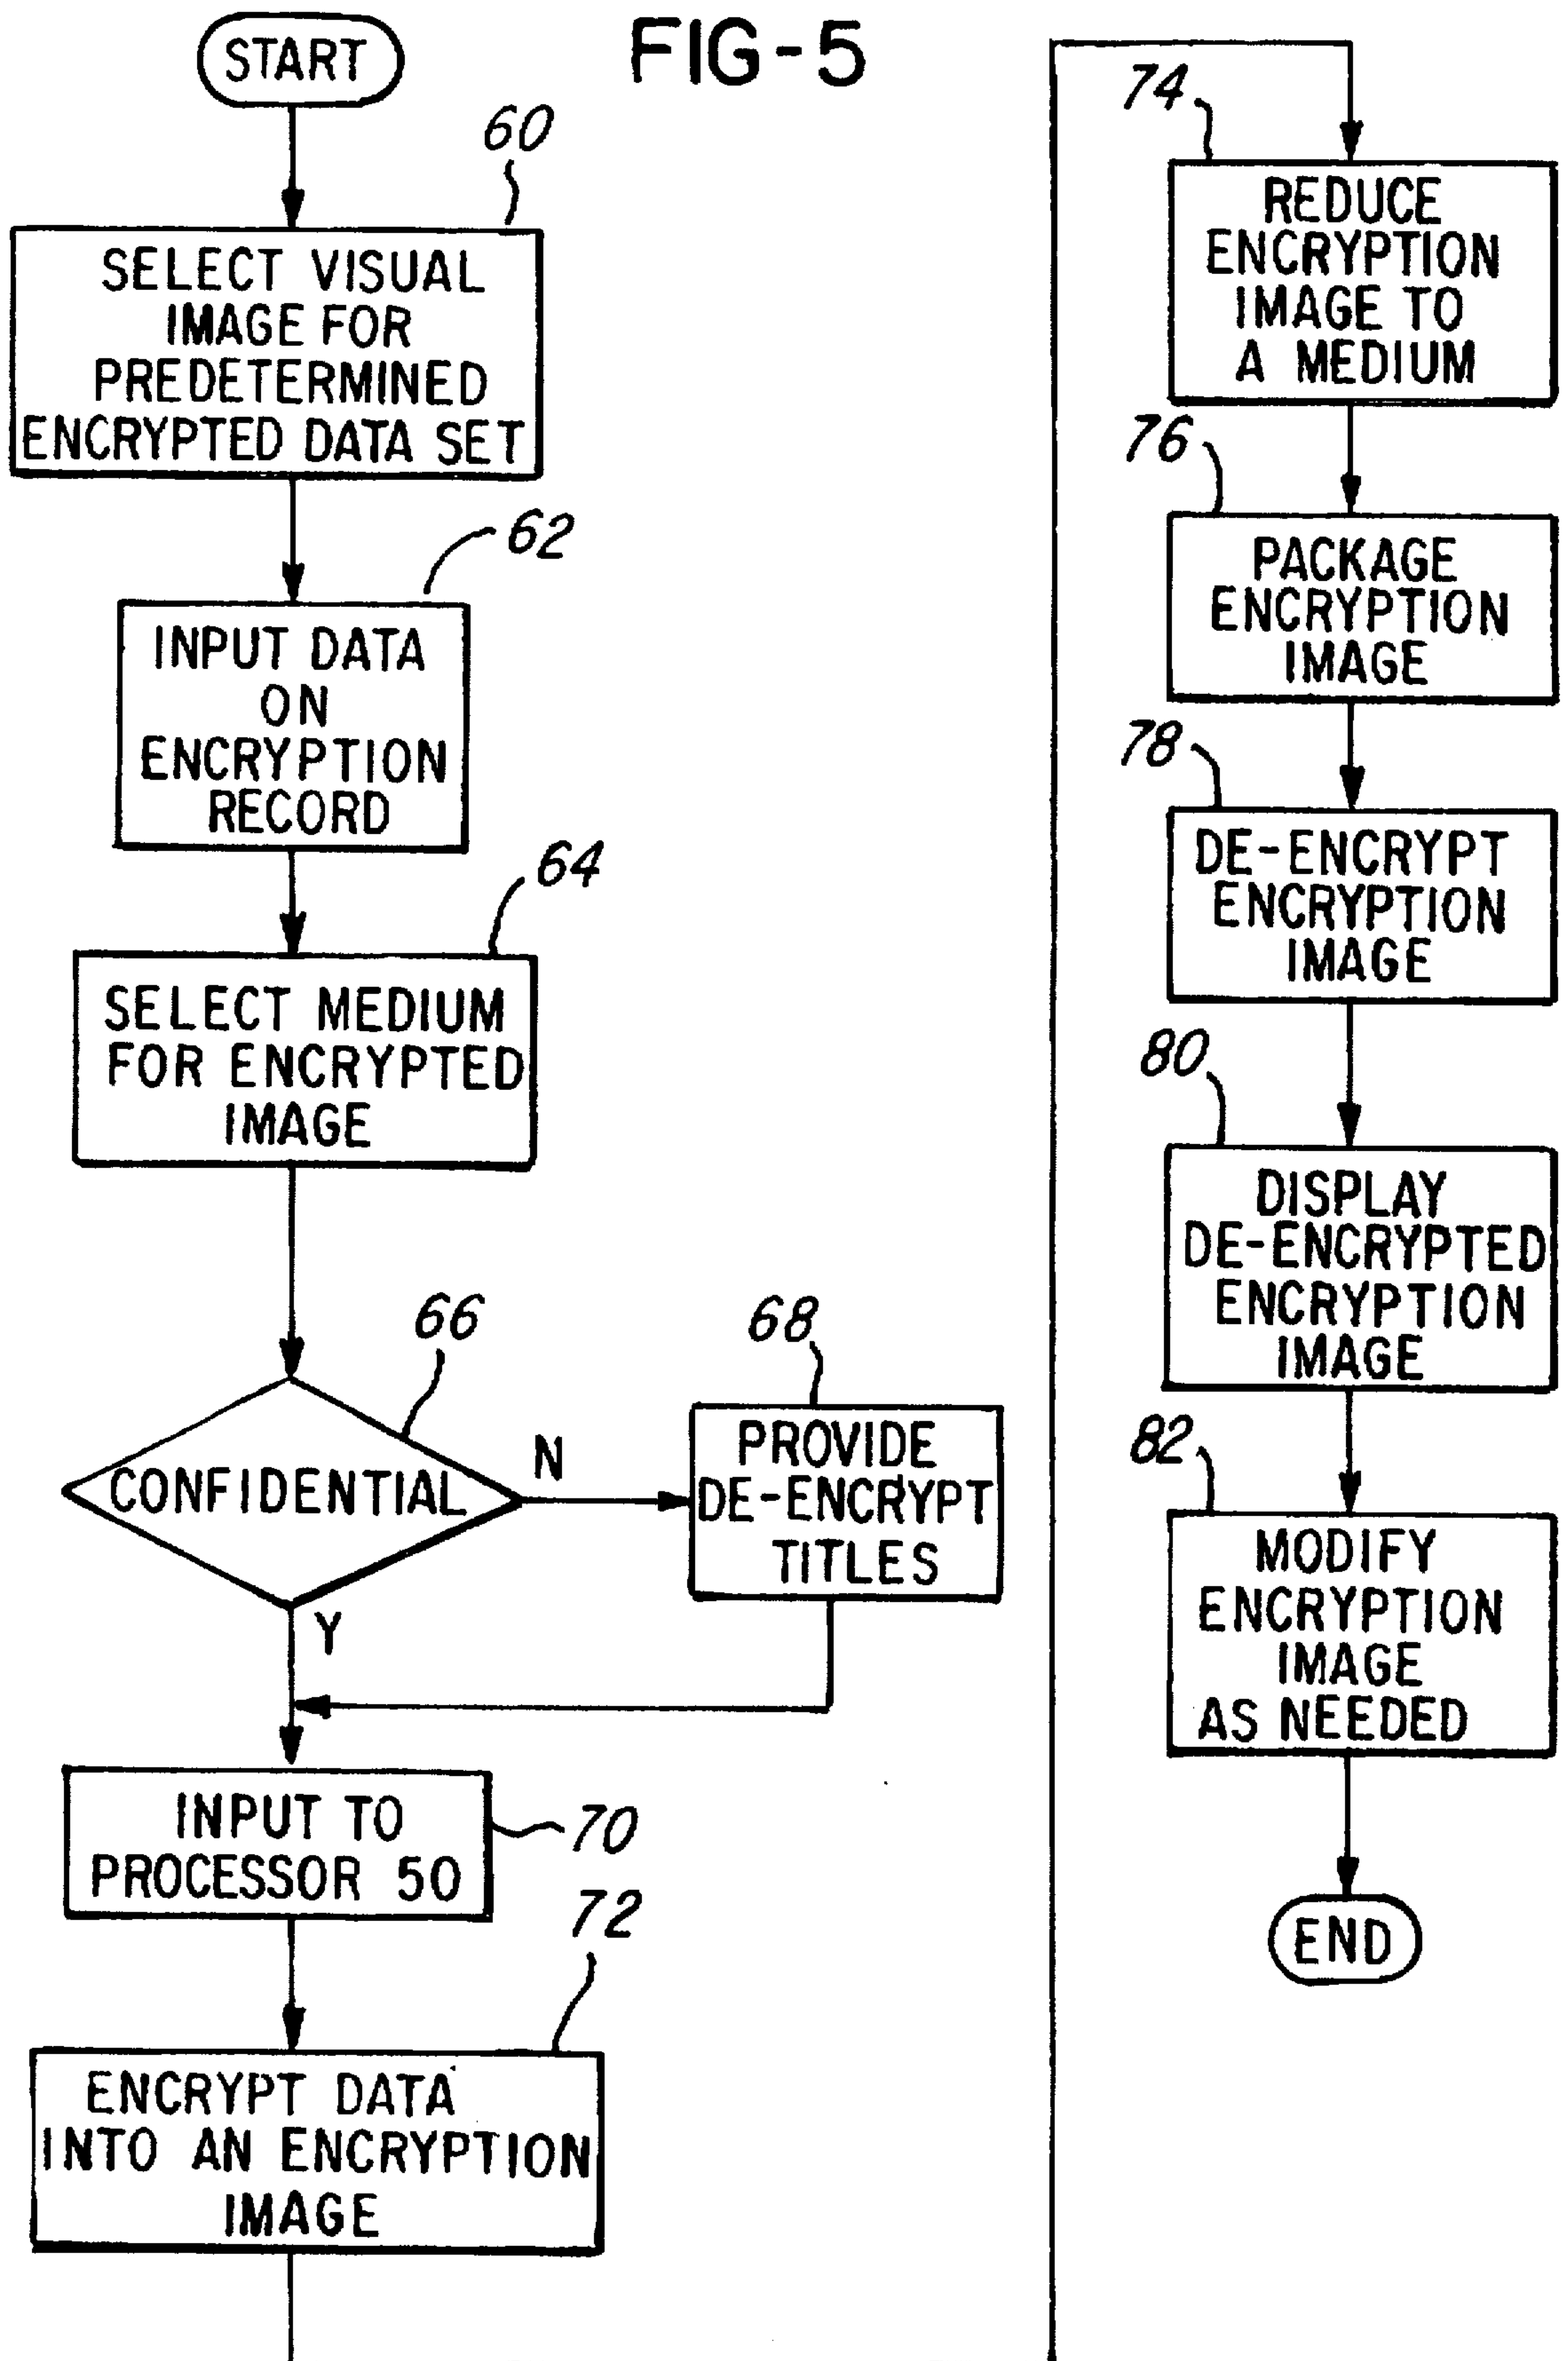 FIG-5
START
60
SELECT VISUAL
IMAGE FOR
PREDETERMINED
ENCRYPTED DATA SET
62
INPUT DATA
ON
ENCRYPTION
RECORD
64
SELECT MEDIUM
FOR ENCRYPTED
IMAGE
66
CONFIDENTIAL
N
Y
68
PROVIDE
DE-ENCRYPT
TITLES
INPUT TO
PROCESSOR 50
70
72
ENCRYPT DATA
INTO AN ENCRYPTION
IMAGE
74
REDUCE
ENCRYPTION
IMAGE TO
A MEDIUM
76
PACKAGE
ENCRYPTION
IMAGE
78
DE-ENCRYPT
ENCRYPTION
IMAGE
80
DISPLAY
DE-ENCRYPTED
ENCRYPTION
IMAGE
82
MODIFY
ENCRYPTION
IMAGE
AS NEEDED
END